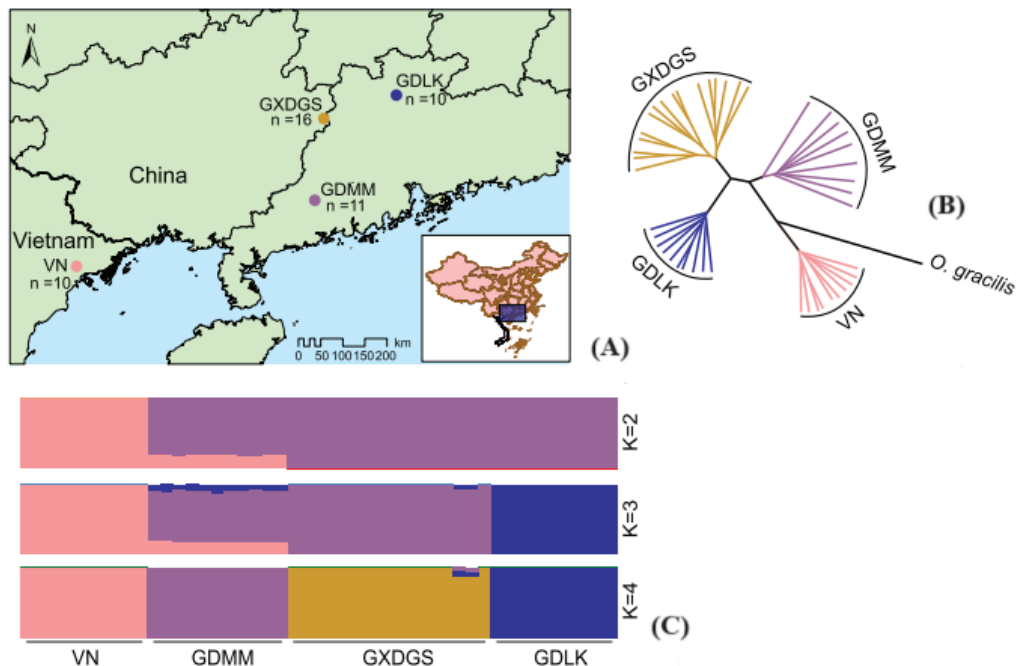 N
GDLK
n =10
GXDGS
n =16
China
GDMM
n =11
Vietnam
VN
n =10
km
0 50 100 150 200
(A)
GXDGS
GDMM
GDLK
VN
O. gracilis
(B)
K=2
K=3
K=4
VN GDMM GXDGS GDLK
(C)